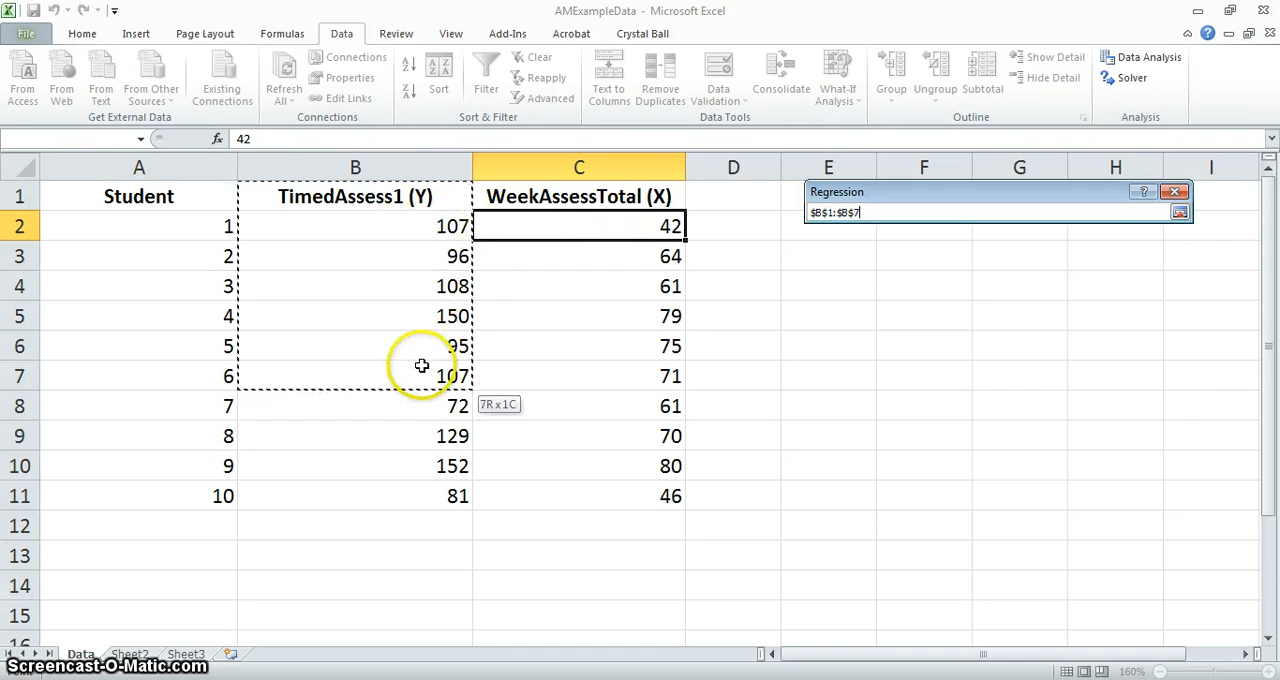 AMExampleData - Microsoft Excel
File Home Insert Page Layout Formulas Data Review View Add-Ins Acrobat Crystal Ball
From Access From Web From Text From Other Sources Existing Connections Refresh All Connections Properties Edit Links Sort Filter Clear Reapply Advanced Text to Columns Remove Duplicates Data Validation Consolidate What-If Analysis Group Ungroup Subtotal Show Detail Hide Detail Data Analysis Solver
Get External Data Connections Sort & Filter Data Tools Outline Analysis
fx 42
A B C D E F G H I
1 Student TimedAssess1 (Y) WeekAssessTotal (X)
2 1 107 42
3 2 96 64
4 3 108 61
5 4 150 79
6 5 95 75
7 6 107 71
8 7 72 61
9 8 129 70
10 9 152 80
11 10 81 46
12
13
14
15
16
Regression
$B$1:$B$7
7R x 1C
Data Sheet2 Sheet3
Screencast-O-Matic.com
160%